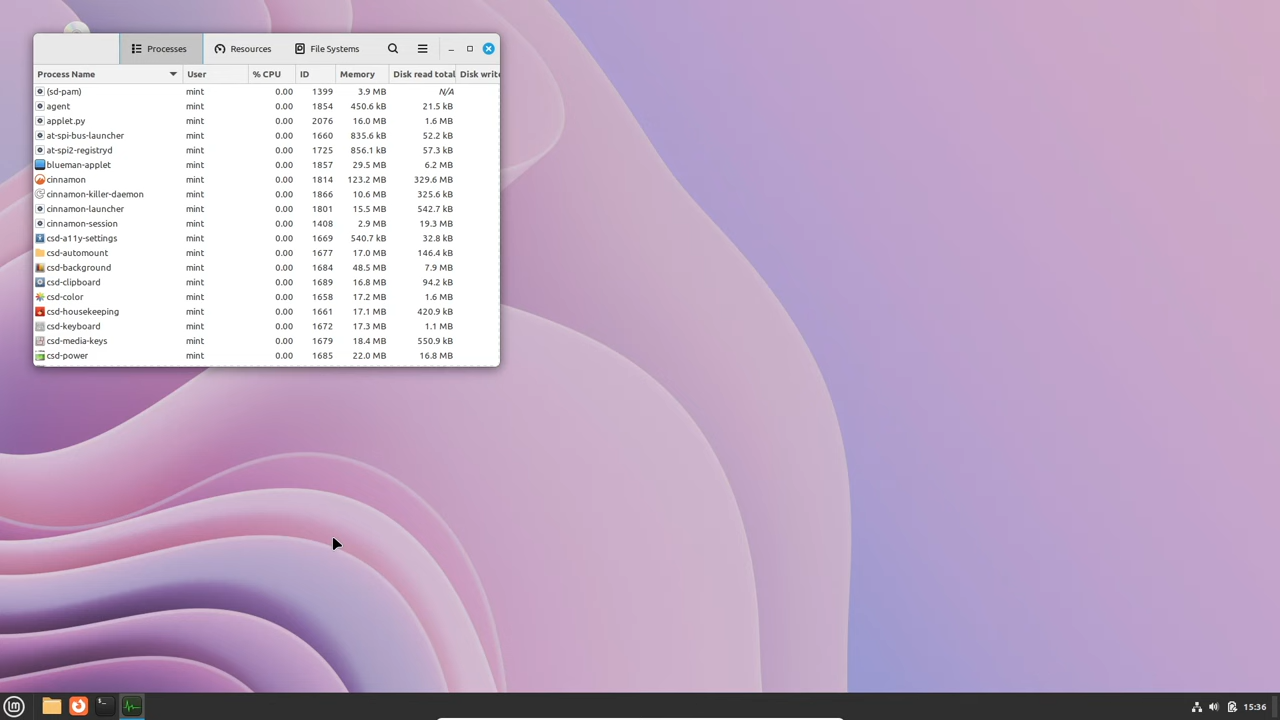 Processes Resources File Systems
Process Name User % CPU ID Memory Disk read total Disk write
(sd-pam) mint 0.00 1399 3.9 MB N/A
agent mint 0.00 1854 450.6 kB 21.5 kB
applet.py mint 0.00 2076 16.0 MB 1.6 MB
at-spi-bus-launcher mint 0.00 1660 835.6 kB 52.2 kB
at-spi2-registryd mint 0.00 1725 856.1 kB 57.3 kB
blueman-applet mint 0.00 1857 29.5 MB 6.2 MB
cinnamon mint 0.00 1814 123.2 MB 329.6 MB
cinnamon-killer-daemon mint 0.00 1866 10.6 MB 325.6 kB
cinnamon-launcher mint 0.00 1801 15.5 MB 542.7 kB
cinnamon-session mint 0.00 1408 2.9 MB 19.3 MB
csd-a11y-settings mint 0.00 1669 540.7 kB 32.8 kB
csd-automount mint 0.00 1677 17.0 MB 146.4 kB
csd-background mint 0.00 1684 48.5 MB 7.9 MB
csd-clipboard mint 0.00 1689 16.8 MB 94.2 kB
csd-color mint 0.00 1658 17.2 MB 1.6 MB
csd-housekeeping mint 0.00 1661 17.1 MB 420.9 kB
csd-keyboard mint 0.00 1672 17.3 MB 1.1 MB
csd-media-keys mint 0.00 1679 18.4 MB 550.9 kB
csd-power mint 0.00 1685 22.0 MB 16.8 MB
15:36